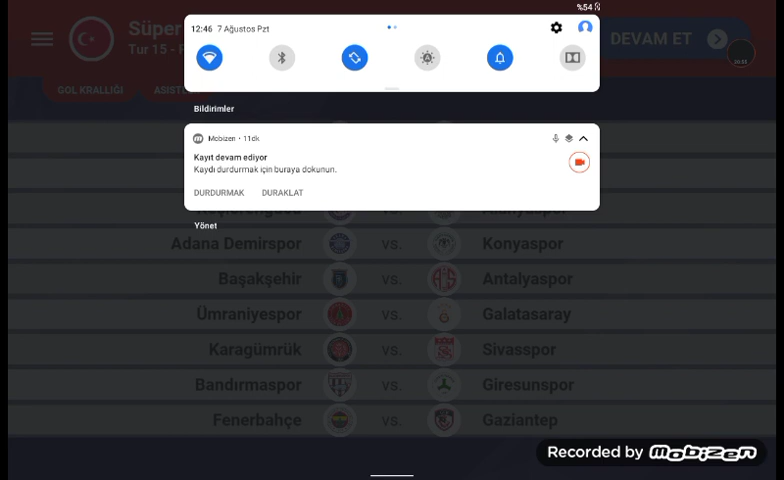 %54
12:46 7 Ağustos Pzt
Süper
Tur 15 -
DEVAM ET
GOL KRALLIĞI
Bildirimler
Mobizen • 11dk
Kayıt devam ediyor
Kaydı durdurmak için buraya dokunun.
DURDURMAK DURAKLAT
Yönet
Adana Demirspor vs. Konyaspor
Başakşehir vs. Antalyaspor
Ümraniyespor vs. Galatasaray
Karagümrük vs. Sivasspor
Bandırmaspor vs. Giresunspor
Fenerbahçe vs. Gaziantep
Recorded by mobizen